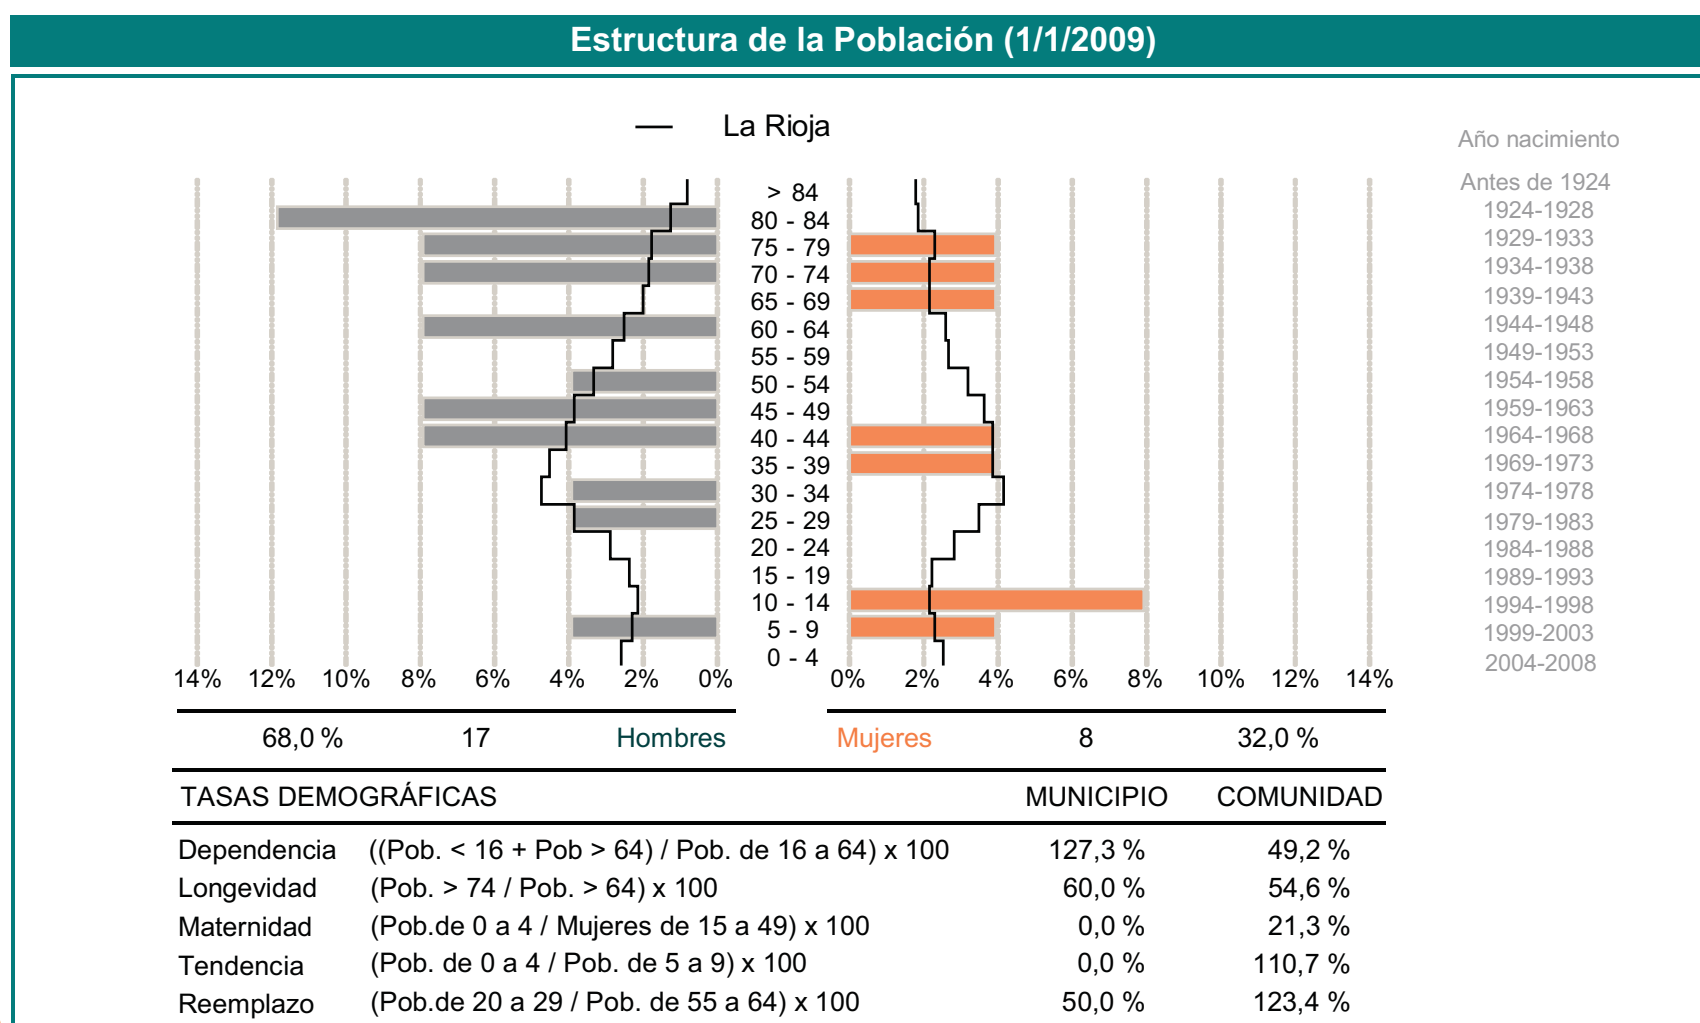 Estructura de la Población (1/1/2009)
La Rioja
Año nacimiento
> 84 Antes de 1924
80 - 84 1924-1928
75 - 79 1929-1933
70 - 74 1934-1938
65 - 69 1939-1943
60 - 64 1944-1948
55 - 59 1949-1953
50 - 54 1954-1958
45 - 49 1959-1963
40 - 44 1964-1968
35 - 39 1969-1973
30 - 34 1974-1978
25 - 29 1979-1983
20 - 24 1984-1988
15 - 19 1989-1993
10 - 14 1994-1998
5 - 9 1999-2003
0 - 4 2004-2008
14% 12% 10% 8% 6% 4% 2% 0% 0% 2% 4% 6% 8% 10% 12% 14%
68,0 % 17 Hombres Mujeres 8 32,0 %
TASAS DEMOGRÁFICAS MUNICIPIO COMUNIDAD
Dependencia ((Pob. < 16 + Pob > 64) / Pob. de 16 a 64) x 100 127,3 % 49,2 %
Longevidad (Pob. > 74 / Pob. > 64) x 100 60,0 % 54,6 %
Maternidad (Pob.de 0 a 4 / Mujeres de 15 a 49) x 100 0,0 % 21,3 %
Tendencia (Pob. de 0 a 4 / Pob. de 5 a 9) x 100 0,0 % 110,7 %
Reemplazo (Pob.de 20 a 29 / Pob. de 55 a 64) x 100 50,0 % 123,4 %